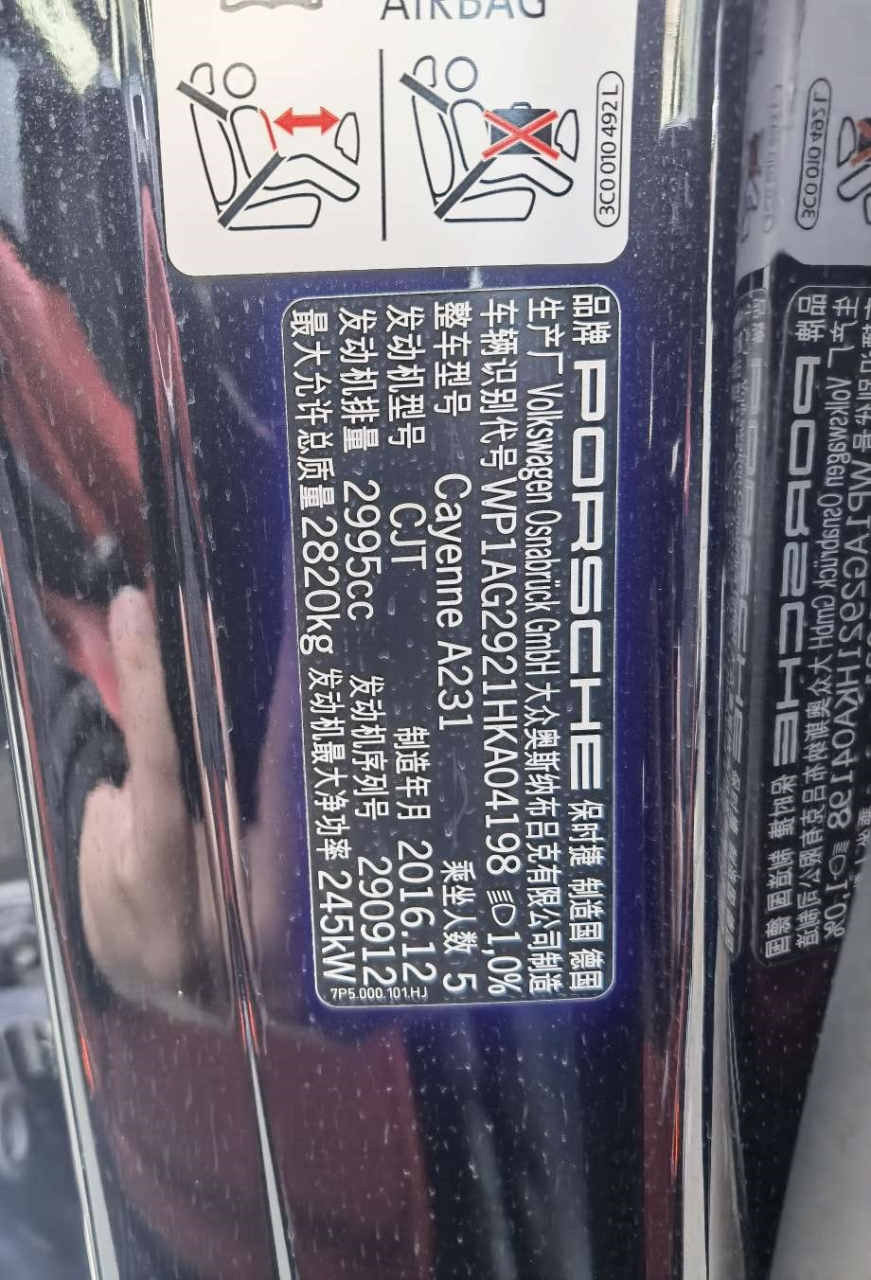 AIRBAG
3C0 010 492 L
品牌 PORSCHE 保时捷 制造国 德国
生产厂 Volkswagen Osnabrück GmbH 大众奥斯纳布吕克有限公司制造
车辆识别代号 WP1AG2921HKA04198 1,0%
整车型号 Cayenne A231 乘坐人数 5
发动机型号 CJT 制造年月 2016.12
发动机排量 2995cc 发动机序列号 290912
最大允许总质量 2820kg 发动机最大净功率 245kW
7P5.000.101.HJ